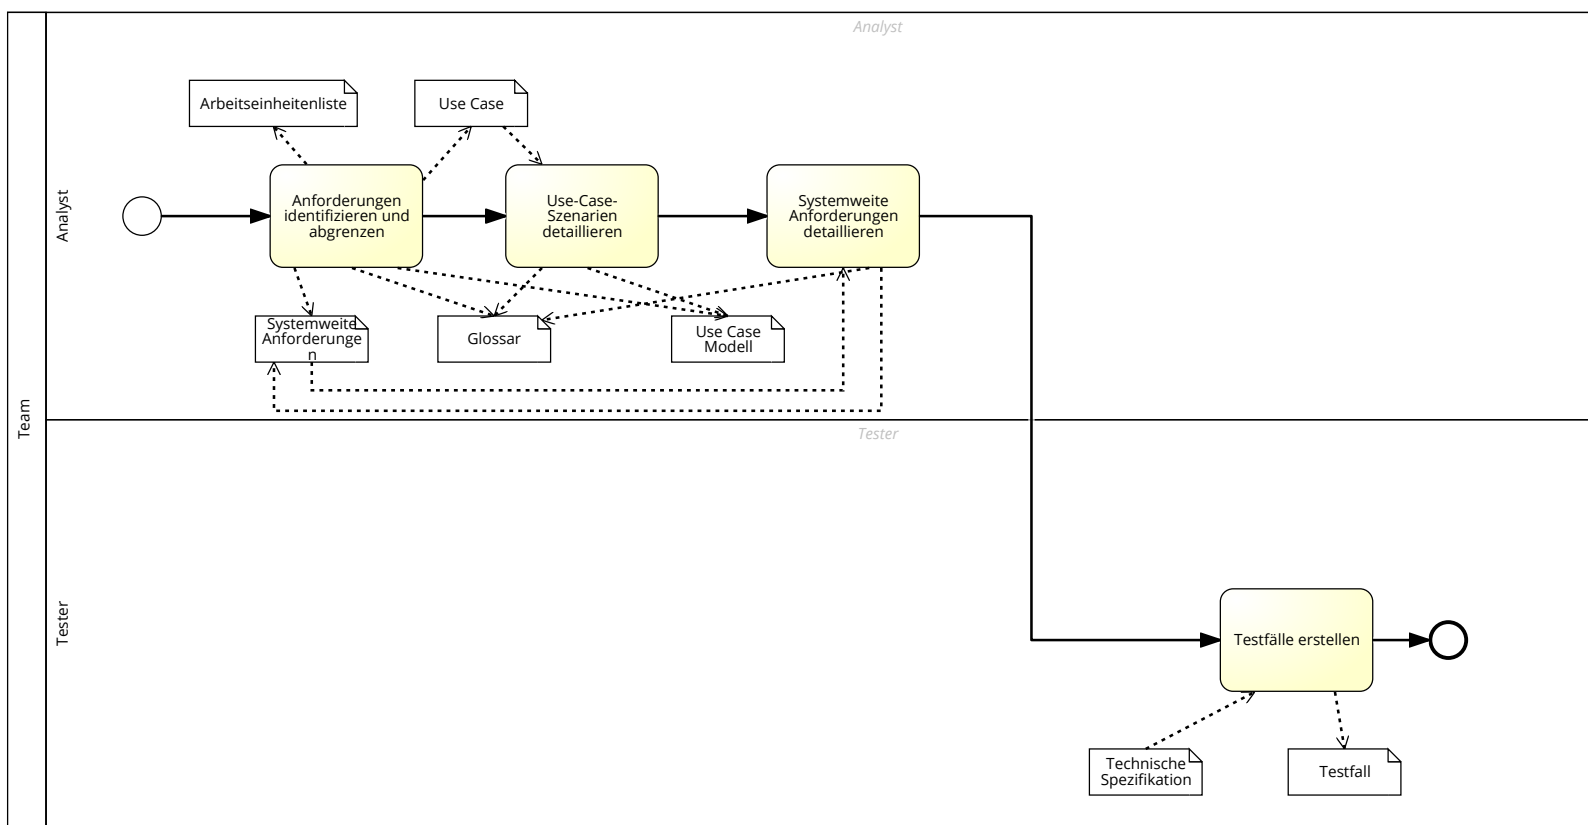 Analyst
Arbeitseinheitenliste
Use Case
Anforderungen
identifizieren und
abgrenzen
Use-Case-
Szenarien
detaillieren
Systemweite
Anforderungen
detaillieren
Analyst
Systemweite
Anforderunge
n
Glossar
Use Case
Modell
Team
Tester
Tester
Testfälle erstellen
Technische
Spezifikation
Testfall